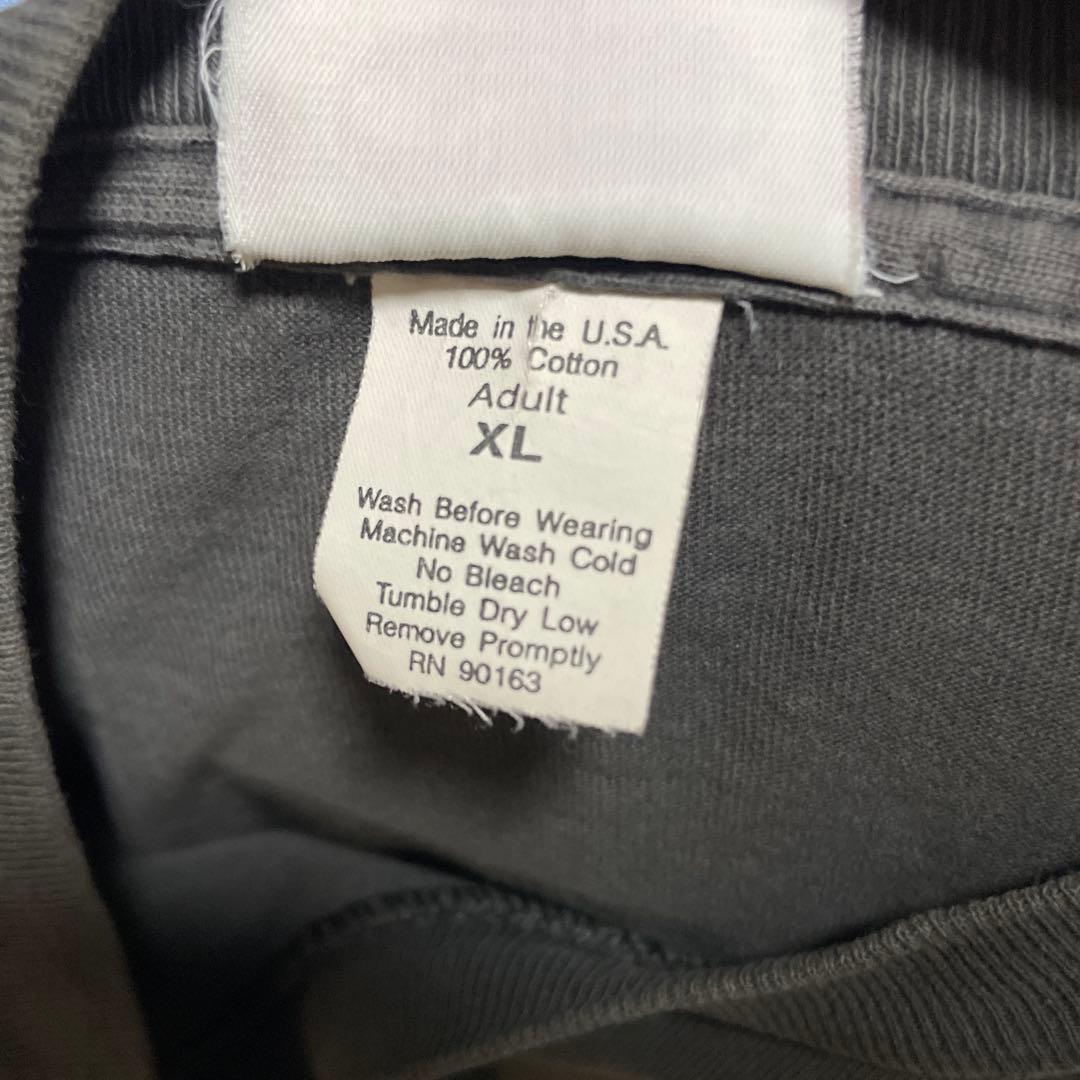 Made in the U.S.A.
100% Cotton
Adult
XL
Wash Before Wearing
Machine Wash Cold
No Bleach
Tumble Dry Low
Remove Promptly
RN 90163